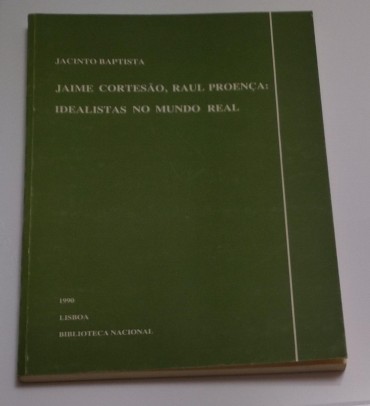 JACINTO BAPTISTA
JAIME CORTESÃO, RAUL PROENÇA:
IDEALISTAS NO MUNDO REAL
1990
LISBOA
BIBLIOTECA NACIONAL